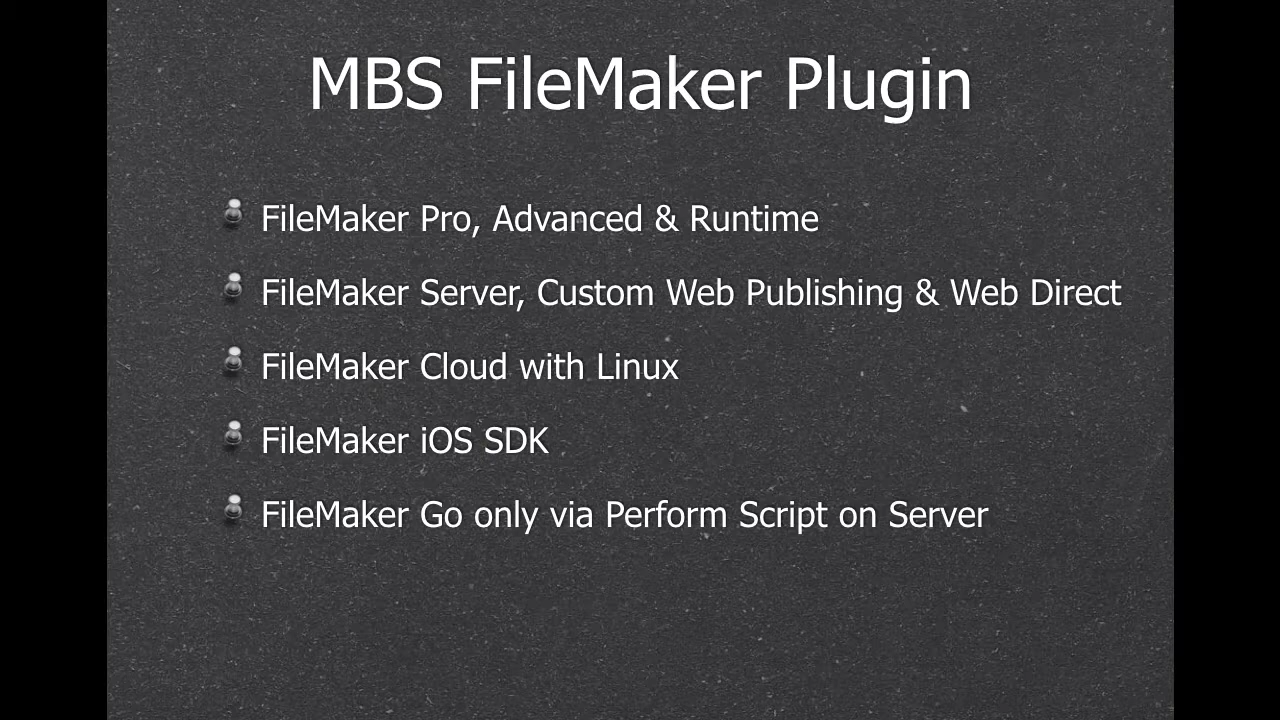 MBS FileMaker Plugin
FileMaker Pro, Advanced & Runtime
FileMaker Server, Custom Web Publishing & Web Direct
FileMaker Cloud with Linux
FileMaker iOS SDK
FileMaker Go only via Perform Script on Server